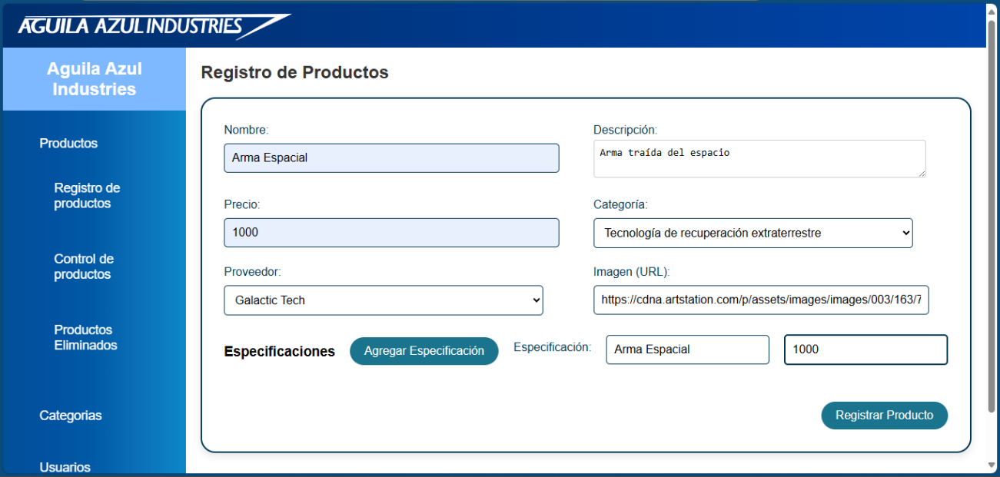 AGUILA AZUL INDUSTRIES
Aguila Azul
Industries
Productos
Registro de
productos
Control de
productos
Productos
Eliminados
Categorias
Usuarios
Registro de Productos
Nombre:
Arma Espacial
Descripción:
Arma traída del espacio
Precio:
1000
Categoría:
Tecnología de recuperación extraterrestre
Proveedor:
Galactic Tech
Imagen (URL):
https://cdna.artstation.com/p/assets/images/images/003/163/7
Especificaciones
Agregar Especificación
Especificación:
Arma Espacial
1000
Registrar Producto